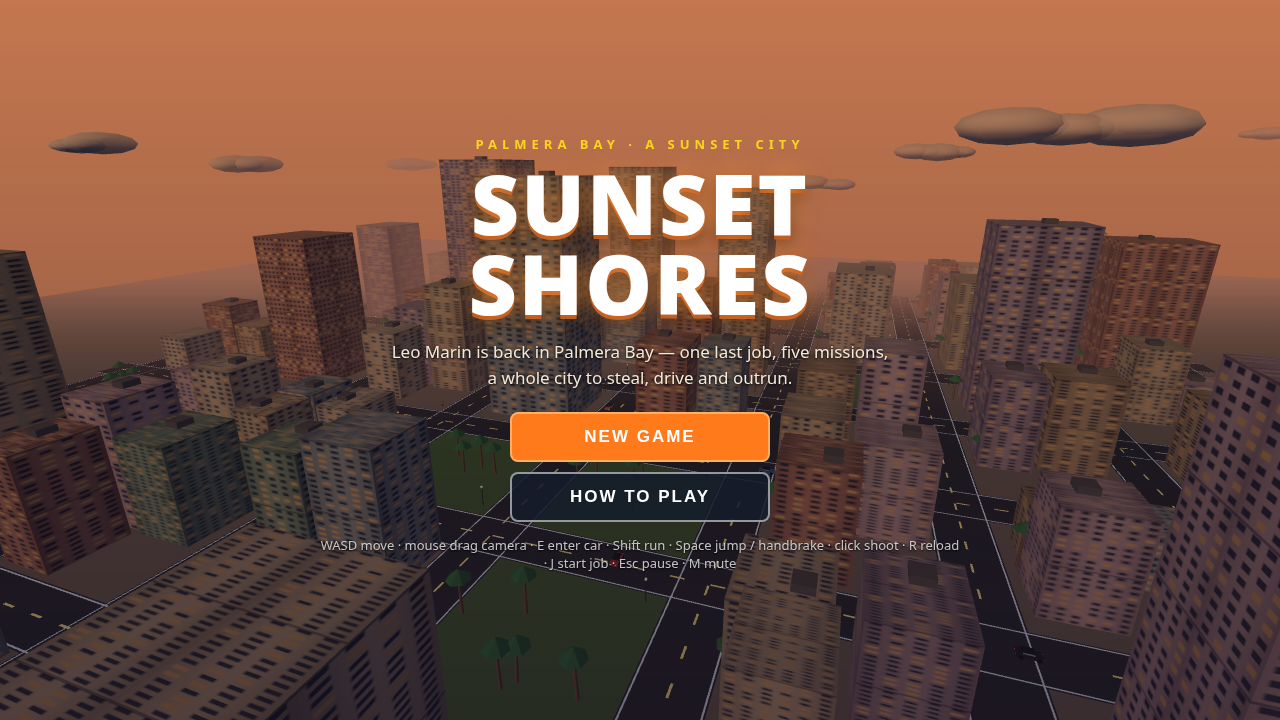 PALMERA BAY · A SUNSET CITY
SUNSET
SHORES
Leo Marin is back in Palmera Bay — one last job, five missions,
a whole city to steal, drive and outrun.
NEW GAME
HOW TO PLAY
WASD move · mouse drag camera · E enter car · Shift run · Space jump / handbrake · click shoot · R reload
· J start job · Esc pause · M mute